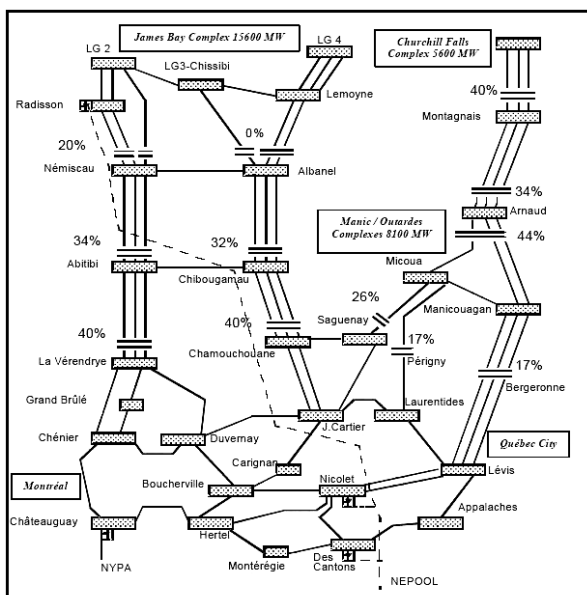 James Bay Complex 15600 MW
Churchill Falls
Complex 5600 MW
LG 2
LG 4
LG3-Chissibi
Radisson
Lemoyne
40%
Montagnais
20%
0%
Némiscau
Albanel
34%
Arnaud
Manic / Outardes
Complexes 8100 MW
44%
34%
32%
Abitibi
Chibougamau
Micoua
26%
Saguenay
Manicouagan
40%
40%
Chamouchouane
17%
Périgny
17%
Bergeronne
La Vérendrye
Grand Brûlé
Laurentides
J.Cartier
Chénier
Duvernay
Québec City
Carignan
Lévis
Montréal
Boucherville
Nicolet
Appalaches
Châteauguay
Hertel
NYPA
Montérégie
Des
Cantons
NEPOOL